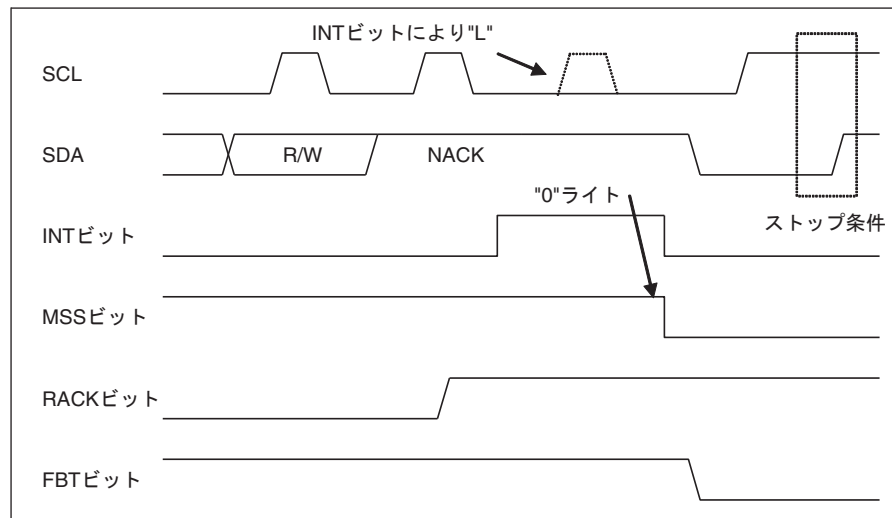 INTビットにより"L"
SCL
SDA
R/W
NACK
"0"ライト
ストップ条件
INTビット
MSSビット
RACKビット
FBTビット